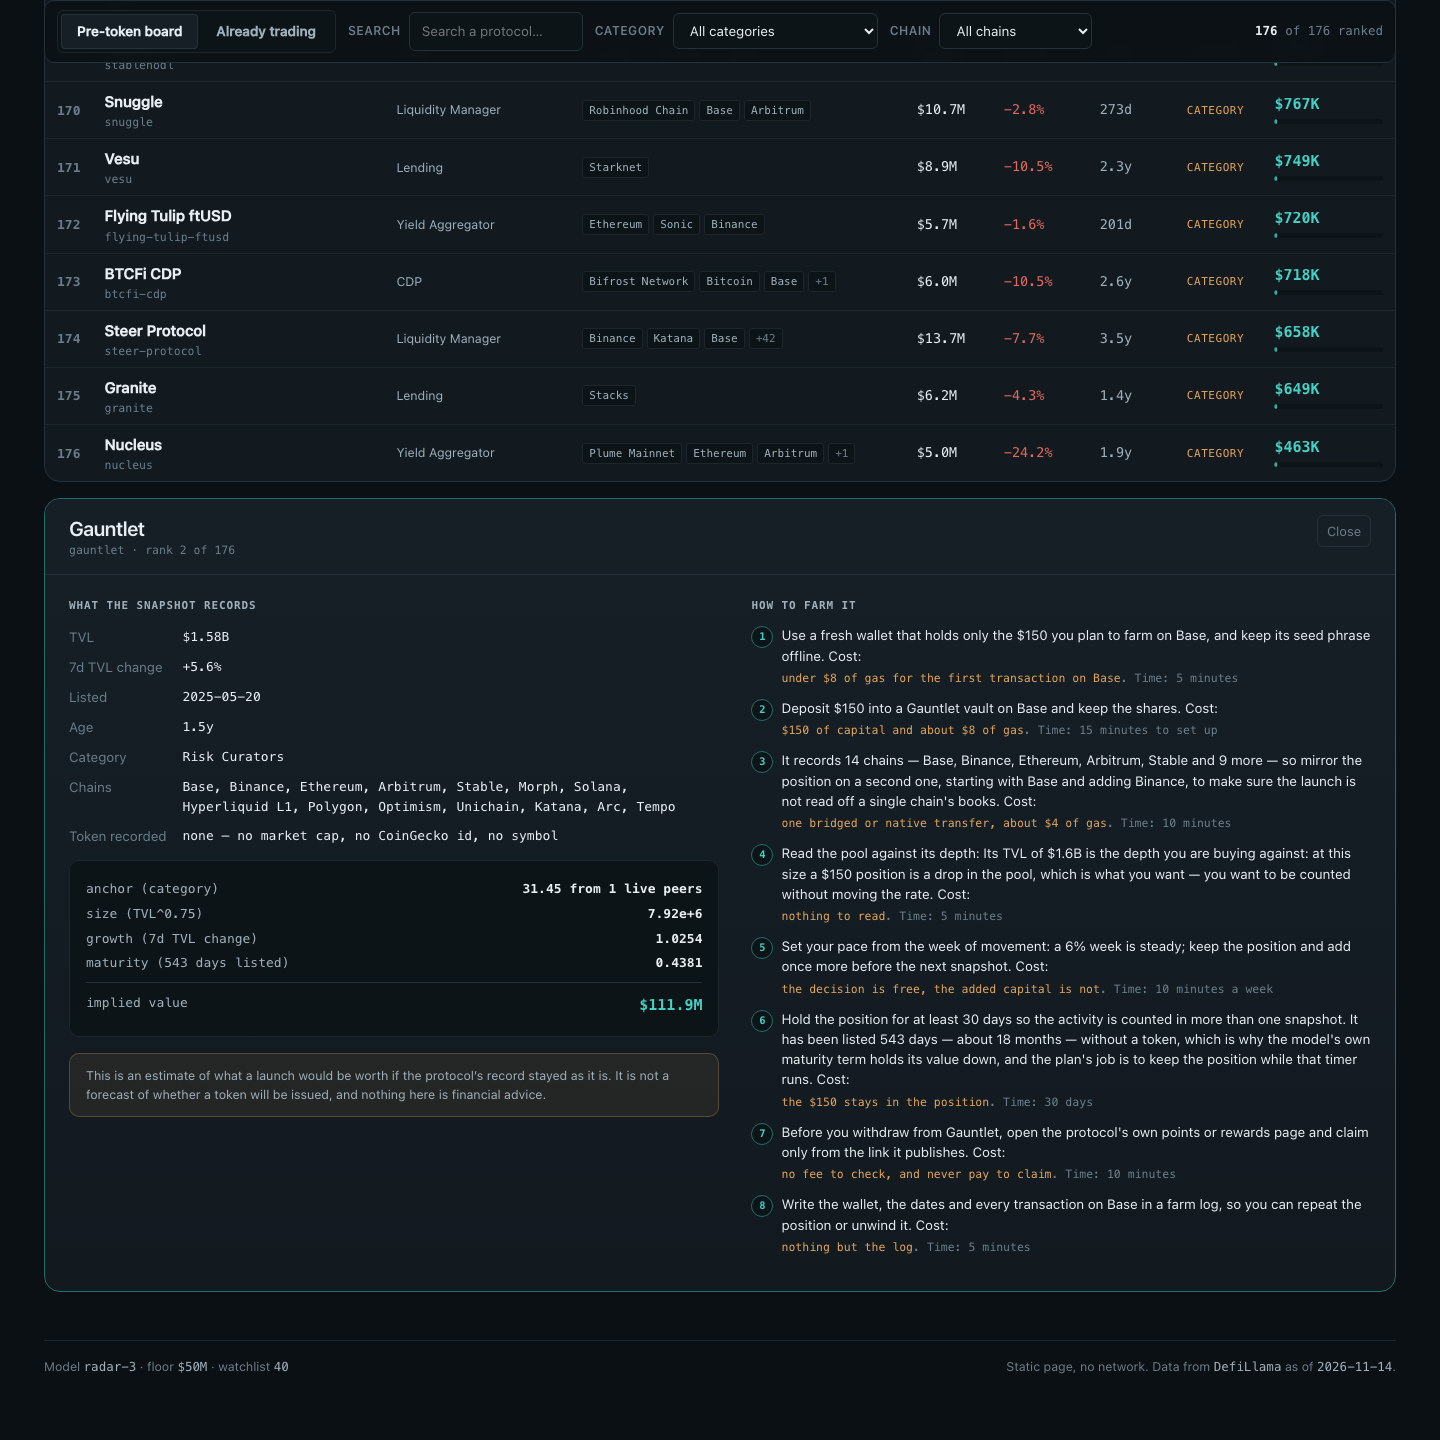 Pre-token board Already trading SEARCH Search a protocol... CATEGORY All categories CHAIN All chains 176 of 176 ranked
stablehodl
170 Snuggle Liquidity Manager Robinhood Chain Base Arbitrum $10.7M −2.8% 273d CATEGORY $767K
snuggle
171 Vesu Lending Starknet $8.9M −10.5% 2.3y CATEGORY $749K
vesu
172 Flying Tulip ftUSD Yield Aggregator Ethereum Sonic Binance $5.7M −1.6% 201d CATEGORY $720K
flying-tulip-ftusd
173 BTCFi CDP CDP Bifrost Network Bitcoin Base +1 $6.0M −10.5% 2.6y CATEGORY $718K
btcfi-cdp
174 Steer Protocol Liquidity Manager Binance Katana Base +42 $13.7M −7.7% 3.5y CATEGORY $658K
steer-protocol
175 Granite Lending Stacks $6.2M −4.3% 1.4y CATEGORY $649K
granite
176 Nucleus Yield Aggregator Plume Mainnet Ethereum Arbitrum +1 $5.0M −24.2% 1.9y CATEGORY $463K
nucleus
Gauntlet
gauntlet · rank 2 of 176
Close
WHAT THE SNAPSHOT RECORDS
TVL $1.58B
7d TVL change +5.6%
Listed 2025-05-20
Age 1.5y
Category Risk Curators
Chains Base, Binance, Ethereum, Arbitrum, Stable, Morph, Solana,
Hyperliquid L1, Polygon, Optimism, Unichain, Katana, Arc, Tempo
Token recorded none — no market cap, no CoinGecko id, no symbol
anchor (category) 31.45 from 1 live peers
size (TVL^0.75) 7.92e+6
growth (7d TVL change) 1.0254
maturity (543 days listed) 0.4381
implied value $111.9M
This is an estimate of what a launch would be worth if the protocol's record stayed as it is. It is not a
forecast of whether a token will be issued, and nothing here is financial advice.
HOW TO FARM IT
1 Use a fresh wallet that holds only the $150 you plan to farm on Base, and keep its seed phrase
offline. Cost:
under $8 of gas for the first transaction on Base. Time: 5 minutes
2 Deposit $150 into a Gauntlet vault on Base and keep the shares. Cost:
$150 of capital and about $8 of gas. Time: 15 minutes to set up
3 It records 14 chains — Base, Binance, Ethereum, Arbitrum, Stable and 9 more — so mirror the
position on a second one, starting with Base and adding Binance, to make sure the launch is
not read off a single chain's books. Cost:
one bridged or native transfer, about $4 of gas. Time: 10 minutes
4 Read the pool against its depth: Its TVL of $1.6B is the depth you are buying against: at this
size a $150 position is a drop in the pool, which is what you want — you want to be counted
without moving the rate. Cost:
nothing to read. Time: 5 minutes
5 Set your pace from the week of movement: a 6% week is steady; keep the position and add
once more before the next snapshot. Cost:
the decision is free, the added capital is not. Time: 10 minutes a week
6 Hold the position for at least 30 days so the activity is counted in more than one snapshot. It
has been listed 543 days — about 18 months — without a token, which is why the model's own
maturity term holds its value down, and the plan's job is to keep the position while that timer
runs. Cost:
the $150 stays in the position. Time: 30 days
7 Before you withdraw from Gauntlet, open the protocol's own points or rewards page and claim
only from the link it publishes. Cost:
no fee to check, and never pay to claim. Time: 10 minutes
8 Write the wallet, the dates and every transaction on Base in a farm log, so you can repeat the
position or unwind it. Cost:
nothing but the log. Time: 5 minutes
Model radar-3 · floor $50M · watchlist 40
Static page, no network. Data from DefiLlama as of 2026-11-14.